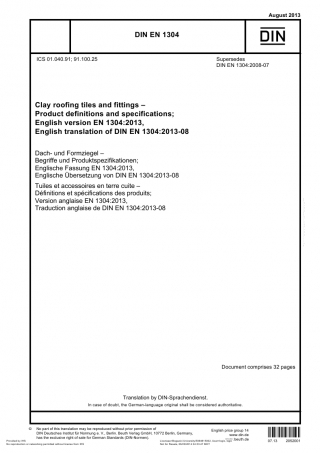 August 2013
DIN EN 1304
DIN
ICS 01.040.91; 91.100.25
Supersedes
DIN EN 1304:2008-07
Clay roofing tiles and fittings –
Product definitions and specifications;
English version EN 1304:2013,
English translation of DIN EN 1304:2013-08
Dach- und Formziegel –
Begriffe und Produktspezifikationen;
Englische Fassung EN 1304:2013,
Englische Übersetzung von DIN EN 1304:2013-08
Tuiles et accessoires en terre cuite –
Définitions et spécifications des produits;
Version anglaise EN 1304:2013,
Traduction anglaise de DIN EN 1304:2013-08
Document comprises 32 pages
Translation by DIN-Sprachendienst.
In case of doubt, the German-language original shall be considered authoritative.
© No part of this translation may be reproduced without prior permission of
DIN Deutsches Institut für Normung e. V., Berlin. Beuth Verlag GmbH, 10772 Berlin, Germany,
has the exclusive right of sale for German Standards (DIN-Normen).
English price group 14
www.din.de
www.beuth.de